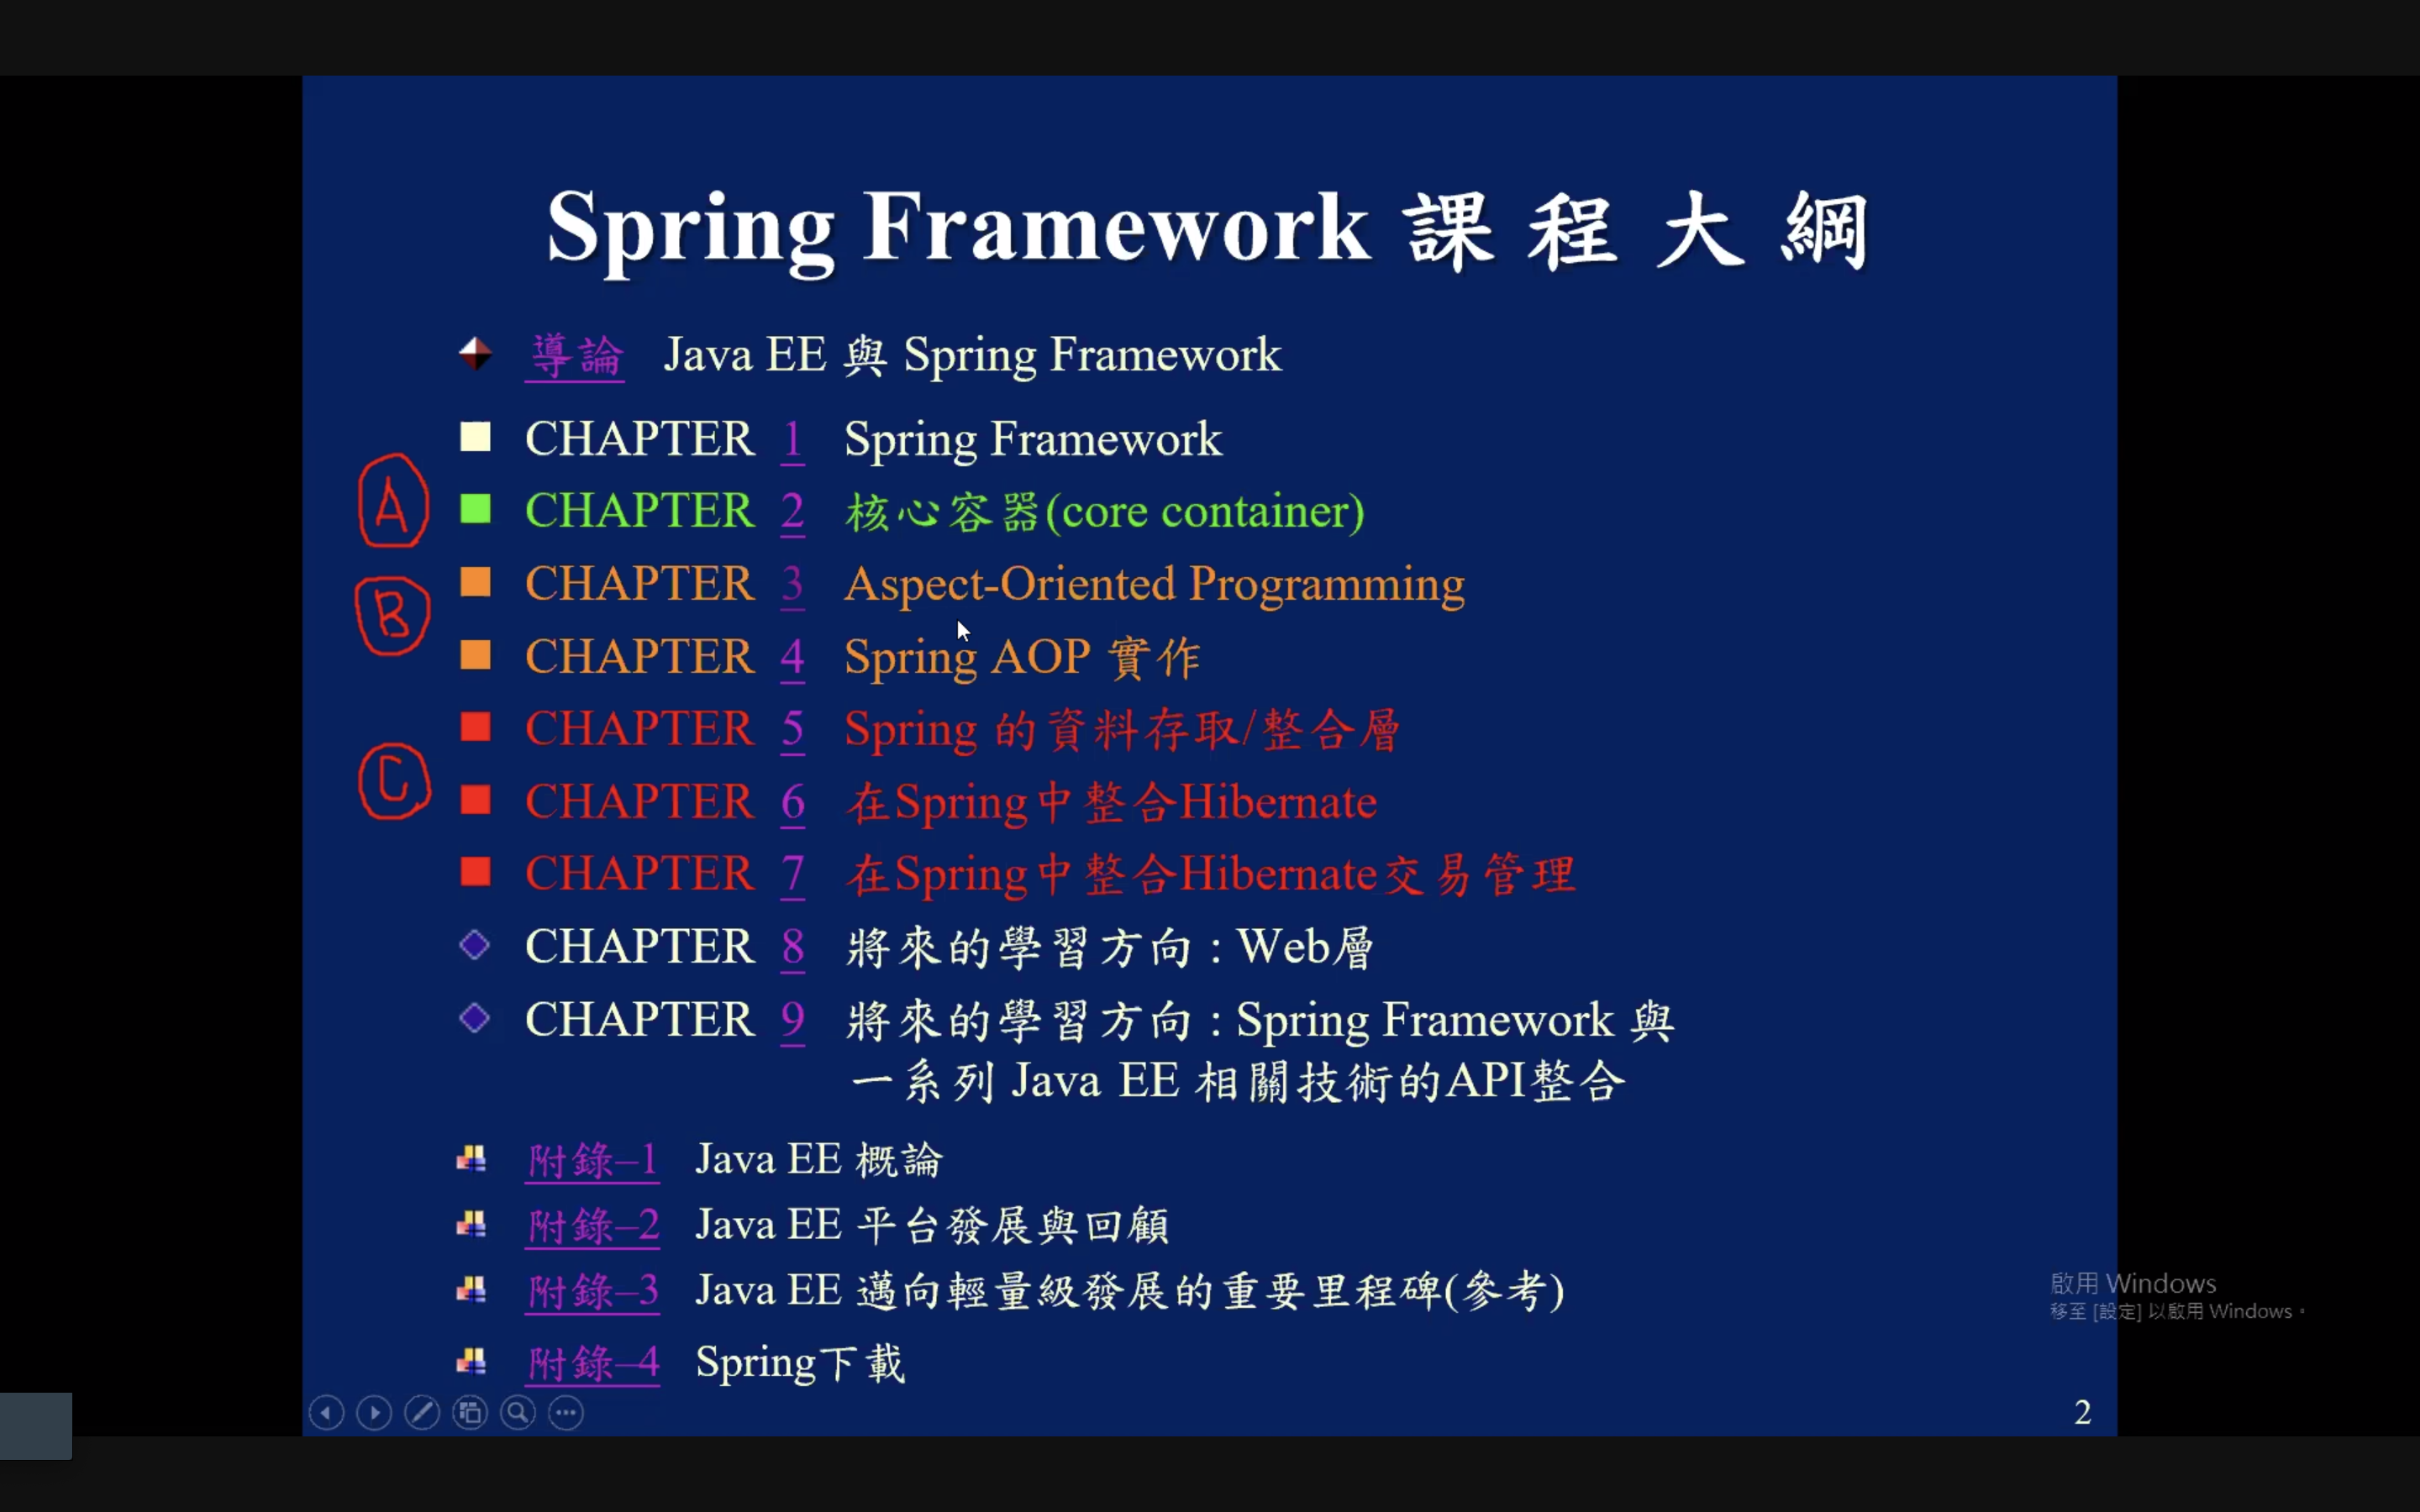 Spring Framework 課程大綱
導論 Java EE 與 Spring Framework
CHAPTER 1 Spring Framework
A
CHAPTER 2 核心容器(core container)
CHAPTER 3 Aspect-Oriented Programming
B
CHAPTER 4 Spring AOP 實作
CHAPTER 5 Spring 的資料存取/整合層
C
CHAPTER 6 在Spring中整合Hibernate
CHAPTER 7 在Spring中整合Hibernate交易管理
CHAPTER 8 將來的學習方向 : Web層
CHAPTER 9 將來的學習方向 : Spring Framework 與
一系列 Java EE 相關技術的API整合
附錄–1 Java EE 概論
附錄–2 Java EE 平台發展與回顧
附錄–3 Java EE 邁向輕量級發展的重要里程碑(參考)
附錄–4 Spring下載
啟用 Windows
移至 [設定] 以啟用 Windows。
2